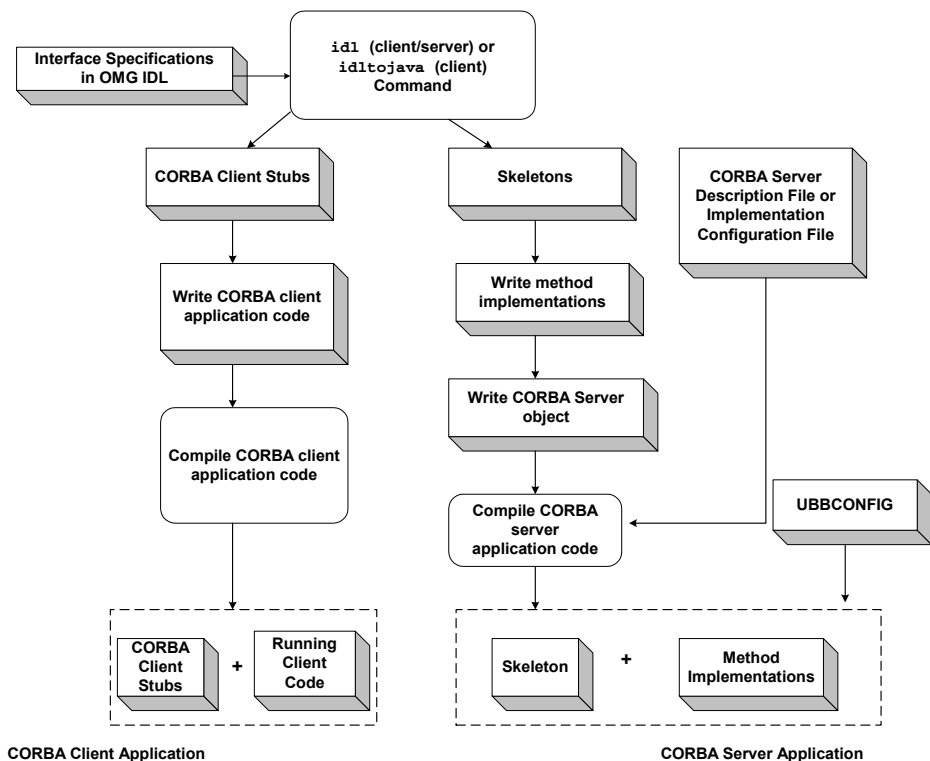 idl (client/server) or
idltojava (client)
Command
Interface Specifications
in OMG IDL
CORBA Client Stubs
Skeletons
CORBA Server
Description File or
Implementation
Configuration File
Write CORBA client
application code
Write method
implementations
Write CORBA Server
object
Compile CORBA client
application code
Compile CORBA
server
application code
UBBCONFIG
CORBA
Client
Stubs
+
Running
Client
Code
Skeleton
+
Method
Implementations
CORBA Client Application
CORBA Server Application